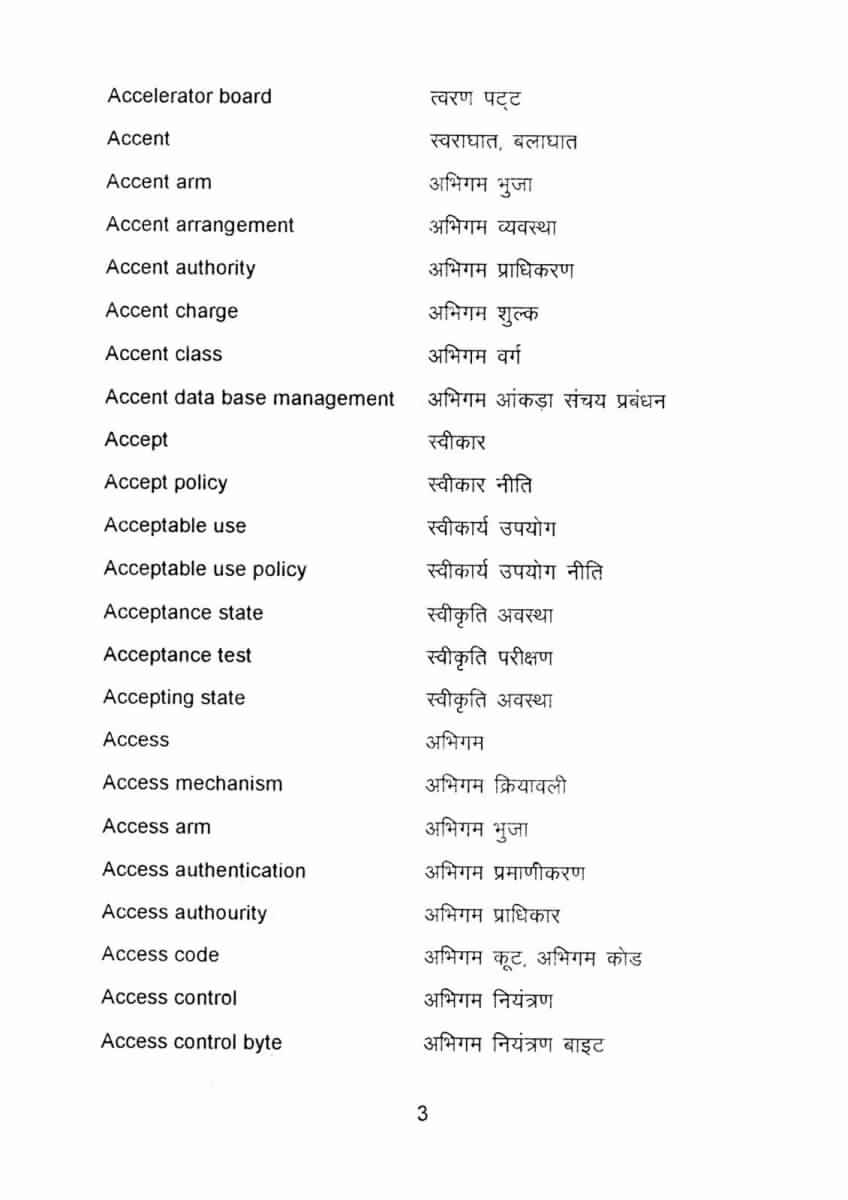 Accelerator board त्वरण पट्ट
Accent स्वराघात, बलाघात
Accent arm अभिगम भुजा
Accent arrangement अभिगम व्यवस्था
Accent authority अभिगम प्राधिकरण
Accent charge अभिगम शुल्क
Accent class अभिगम वर्ग
Accent data base management अभिगम आंकड़ा संचय प्रबंधन
Accept स्वीकार
Accept policy स्वीकार नीति
Acceptable use स्वीकार्य उपयोग
Acceptable use policy स्वीकार्य उपयोग नीति
Acceptance state स्वीकृति अवस्था
Acceptance test स्वीकृति परीक्षण
Accepting state स्वीकृति अवस्था
Access अभिगम
Access mechanism अभिगम क्रियावली
Access arm अभिगम भुजा
Access authentication अभिगम प्रमाणीकरण
Access authourity अभिगम प्राधिकार
Access code अभिगम कूट, अभिगम कोड
Access control अभिगम नियंत्रण
Access control byte अभिगम नियंत्रण बाइट
3